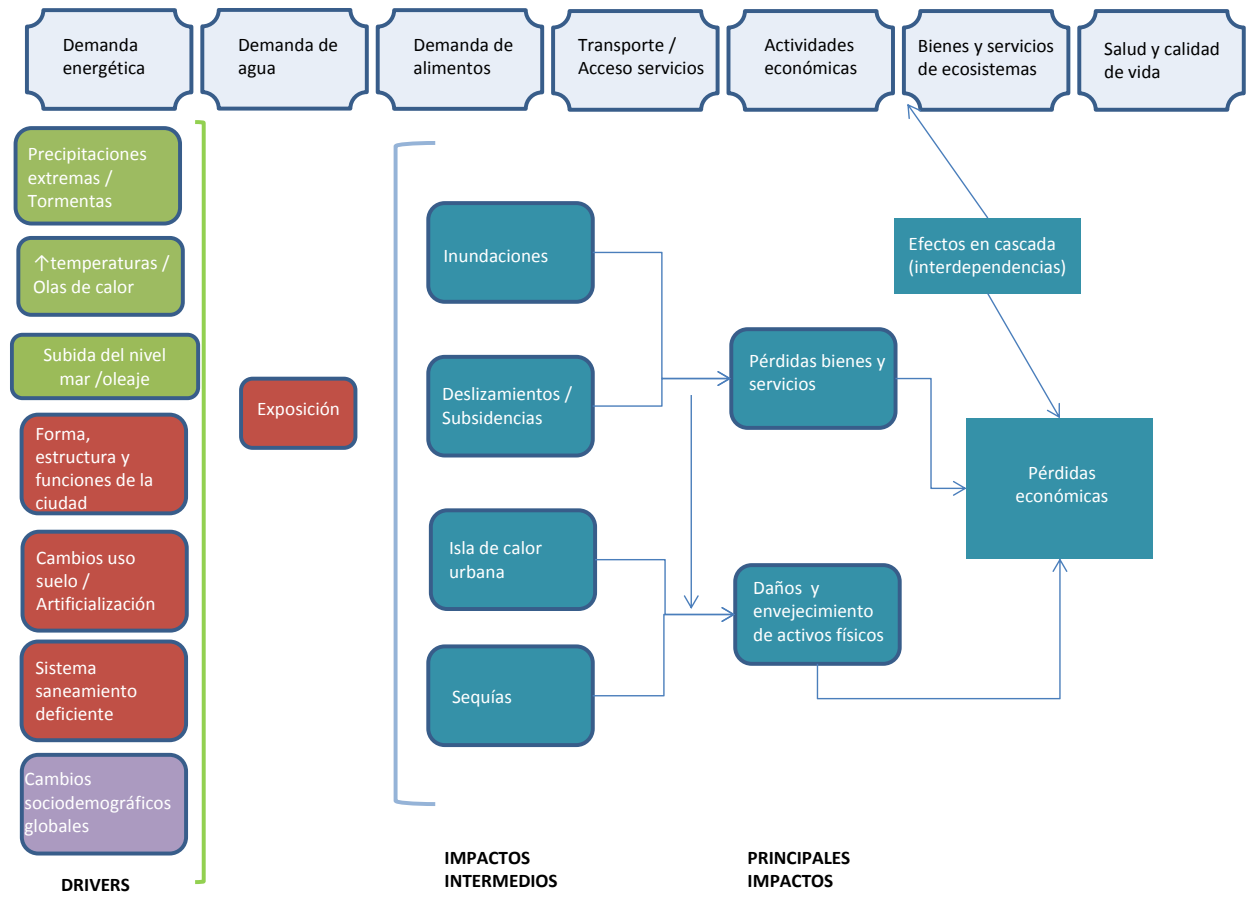 Demanda
energética
Demanda de
agua
Demanda de
alimentos
Transporte /
Acceso servicios
Actividades
económicas
Bienes y servicios
de ecosistemas
Salud y calidad
de vida
Precipitaciones
extremas /
Tormentas
↑temperaturas /
Olas de calor
Subida del nivel
mar /oleaje
Forma,
estructura y
funciones de la
ciudad
Cambios uso
suelo /
Artificialización
Sistema
saneamiento
deficiente
Cambios
sociodemográficos
globales
DRIVERS
Exposición
Inundaciones
Deslizamientos /
Subsidencias
Isla de calor
urbana
Sequías
IMPACTOS
INTERMEDIOS
Pérdidas bienes y
servicios
Daños y
envejecimiento
de activos físicos
PRINCIPALES
IMPACTOS
Efectos en cascada
(interdependencias)
Pérdidas
económicas